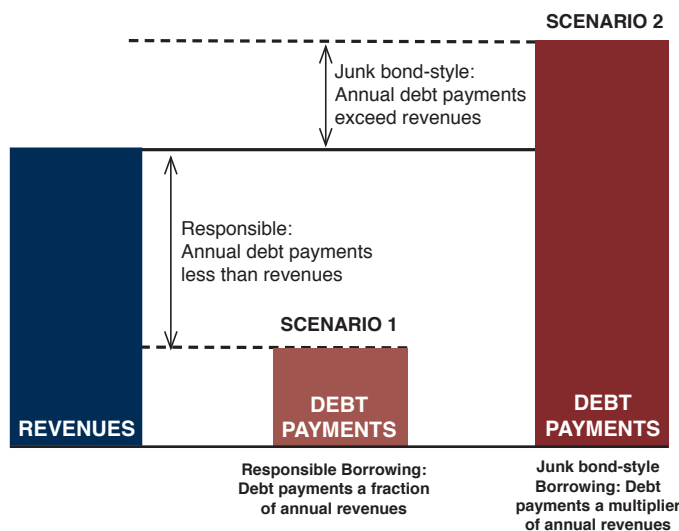 SCENARIO 2
Junk bond-style:
Annual debt payments
exceed revenues
Responsible:
Annual debt payments
less than revenues
SCENARIO 1
REVENUES
DEBT
PAYMENTS
DEBT
PAYMENTS
Responsible Borrowing:
Debt payments a fraction
of annual revenues
Junk bond-style
Borrowing: Debt
payments a multiplier
of annual revenues